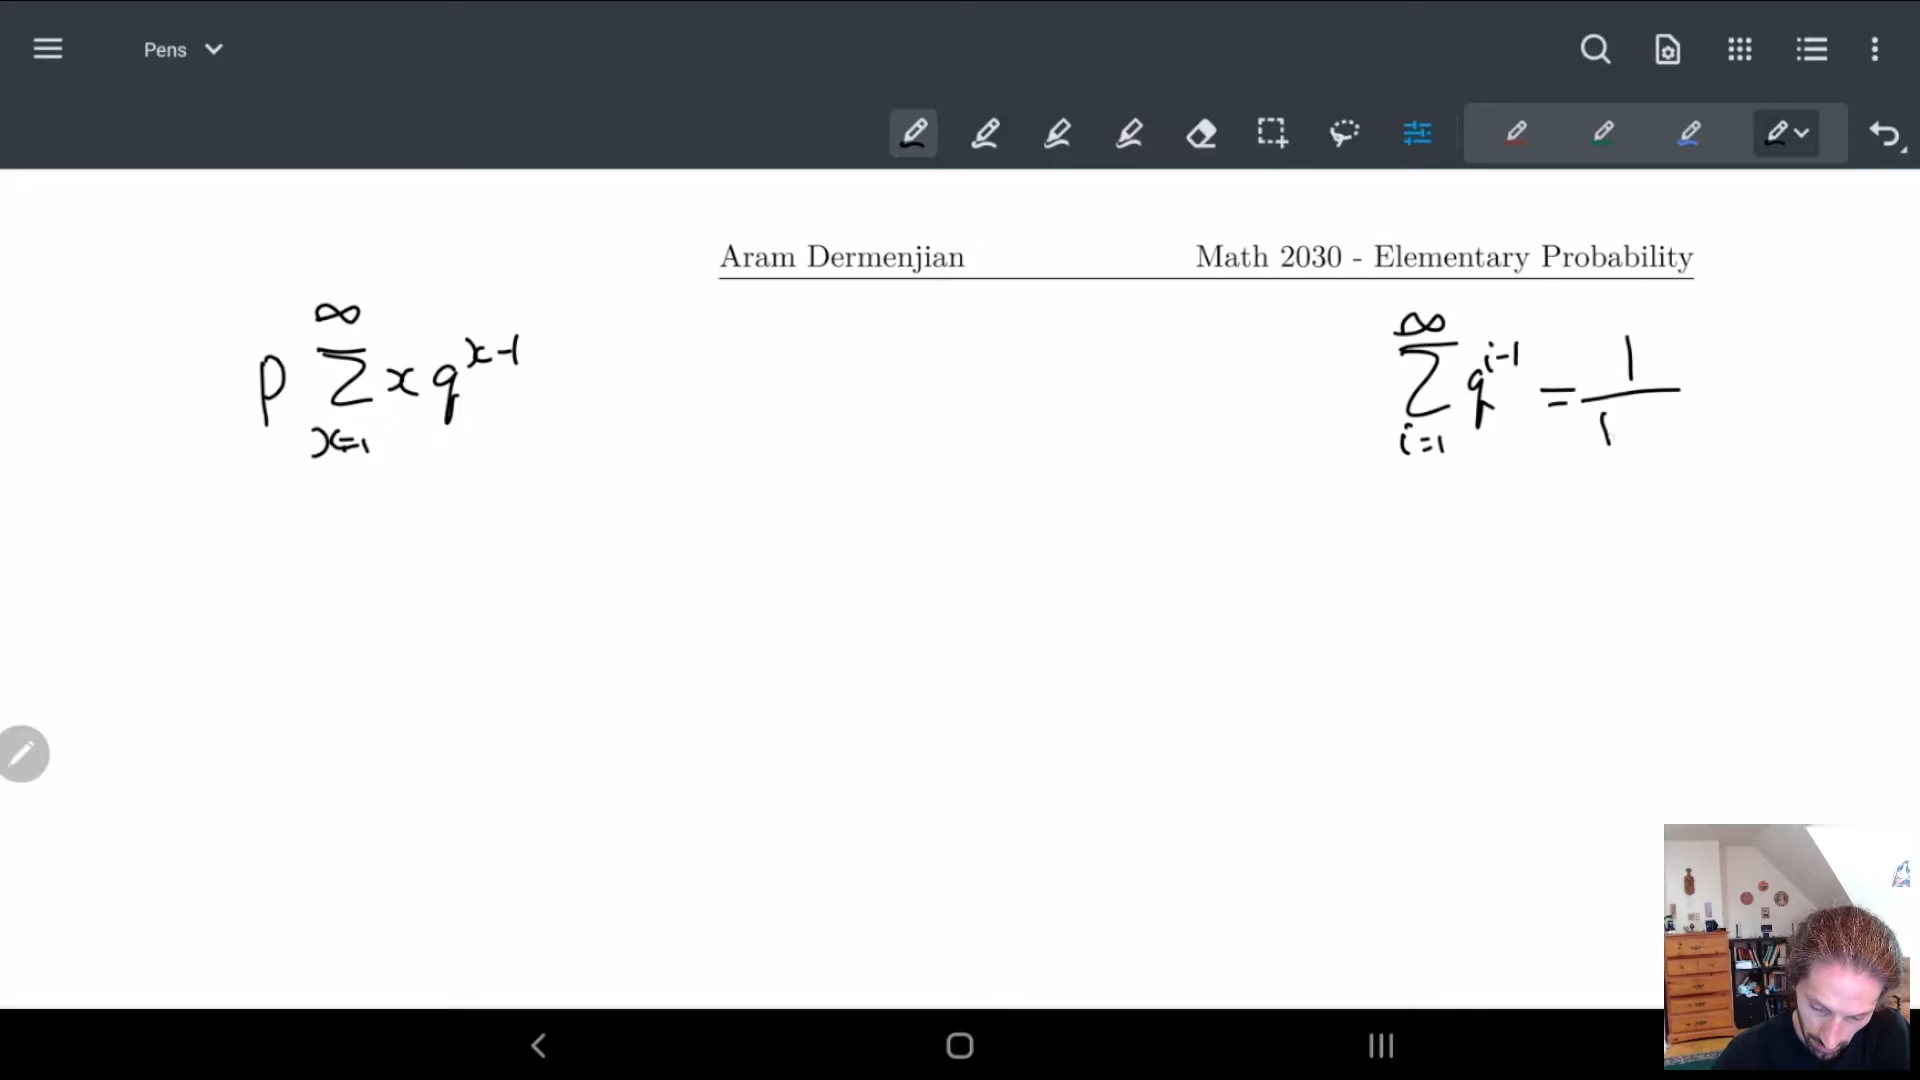 Pens
Aram Dermenjian Math 2030 - Elementary Probability
p ∞∑x=1 x q^{x-1}
∞∑i=1 q^{i-1} = 1/1